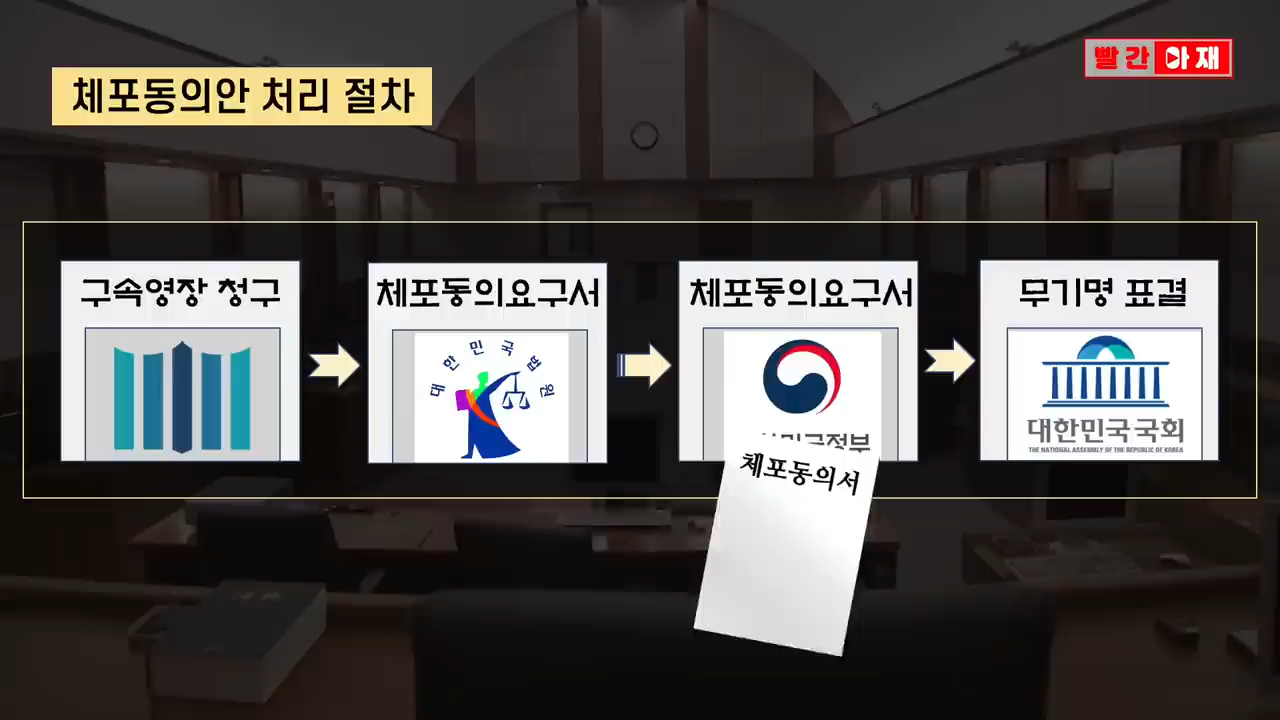 빨간아재
체포동의안 처리 절차
구속영장 청구
체포동의요구서
체포동의요구서
무기명 표결
대한민국법원
대한민국국회
THE NATIONAL ASSEMBLY OF THE REPUBLIC OF KOREA
체포동의서